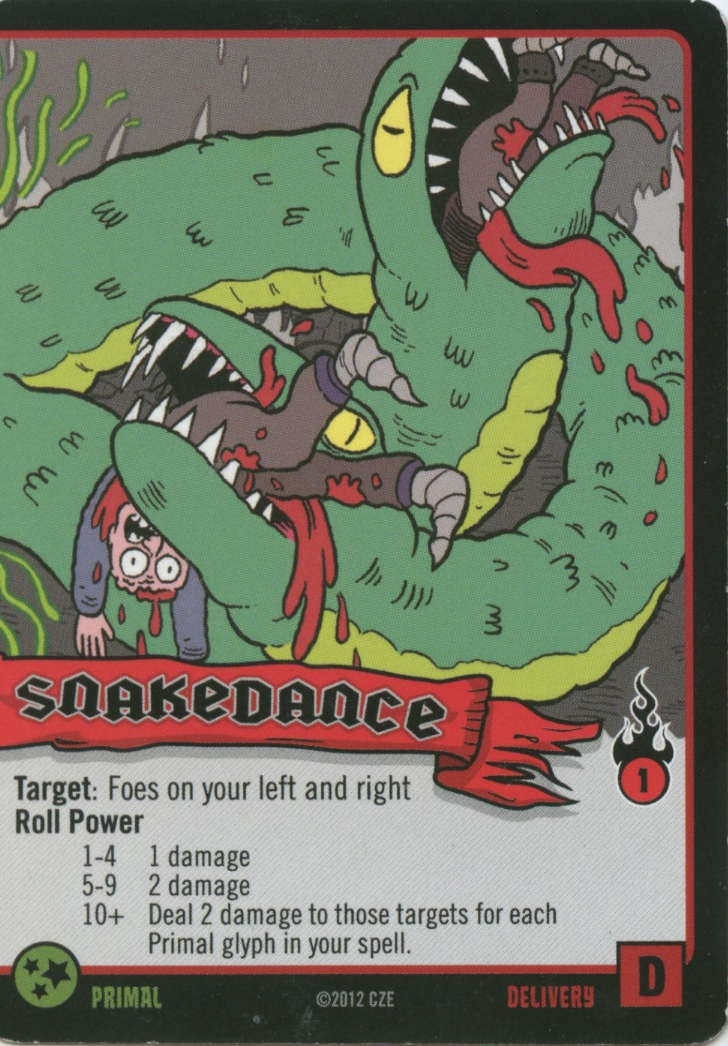 SNAKEDANCE
1
Target: Foes on your left and right
Roll Power
1-4 1 damage
5-9 2 damage
10+ Deal 2 damage to those targets for each
Primal glyph in your spell.
PRIMAL ©2012 CZE DELIVERY D